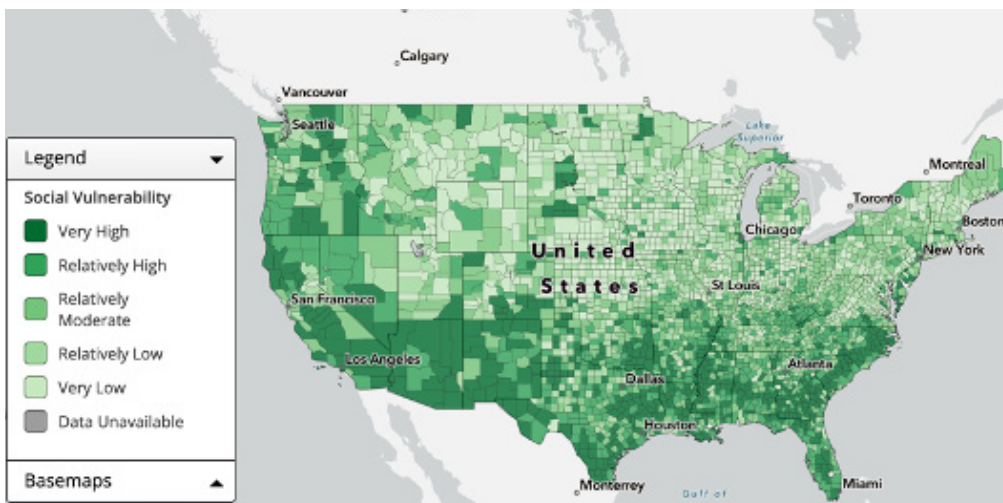 Calgary
Vancouver
Seattle
Lake
Superior
Montreal
Toronto
Boston
Chicago
New York
United
States
St Louis
San Francisco
Los Angeles
Atlanta
Dallas
Houston
Monterrey
Gulf of
Miami
Legend
Social Vulnerability
Very High
Relatively High
Relatively
Moderate
Relatively Low
Very Low
Data Unavailable
Basemaps